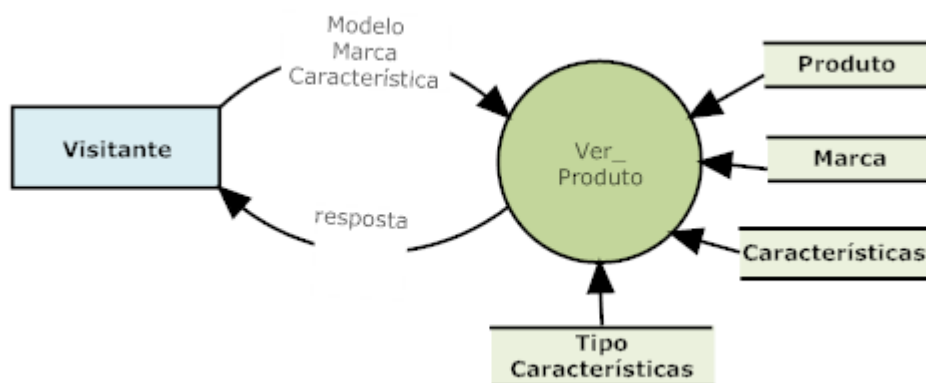 Modelo
Marca
Característica
Visitante
resposta
Ver_
Produto
Produto
Marca
Características
Tipo
Características